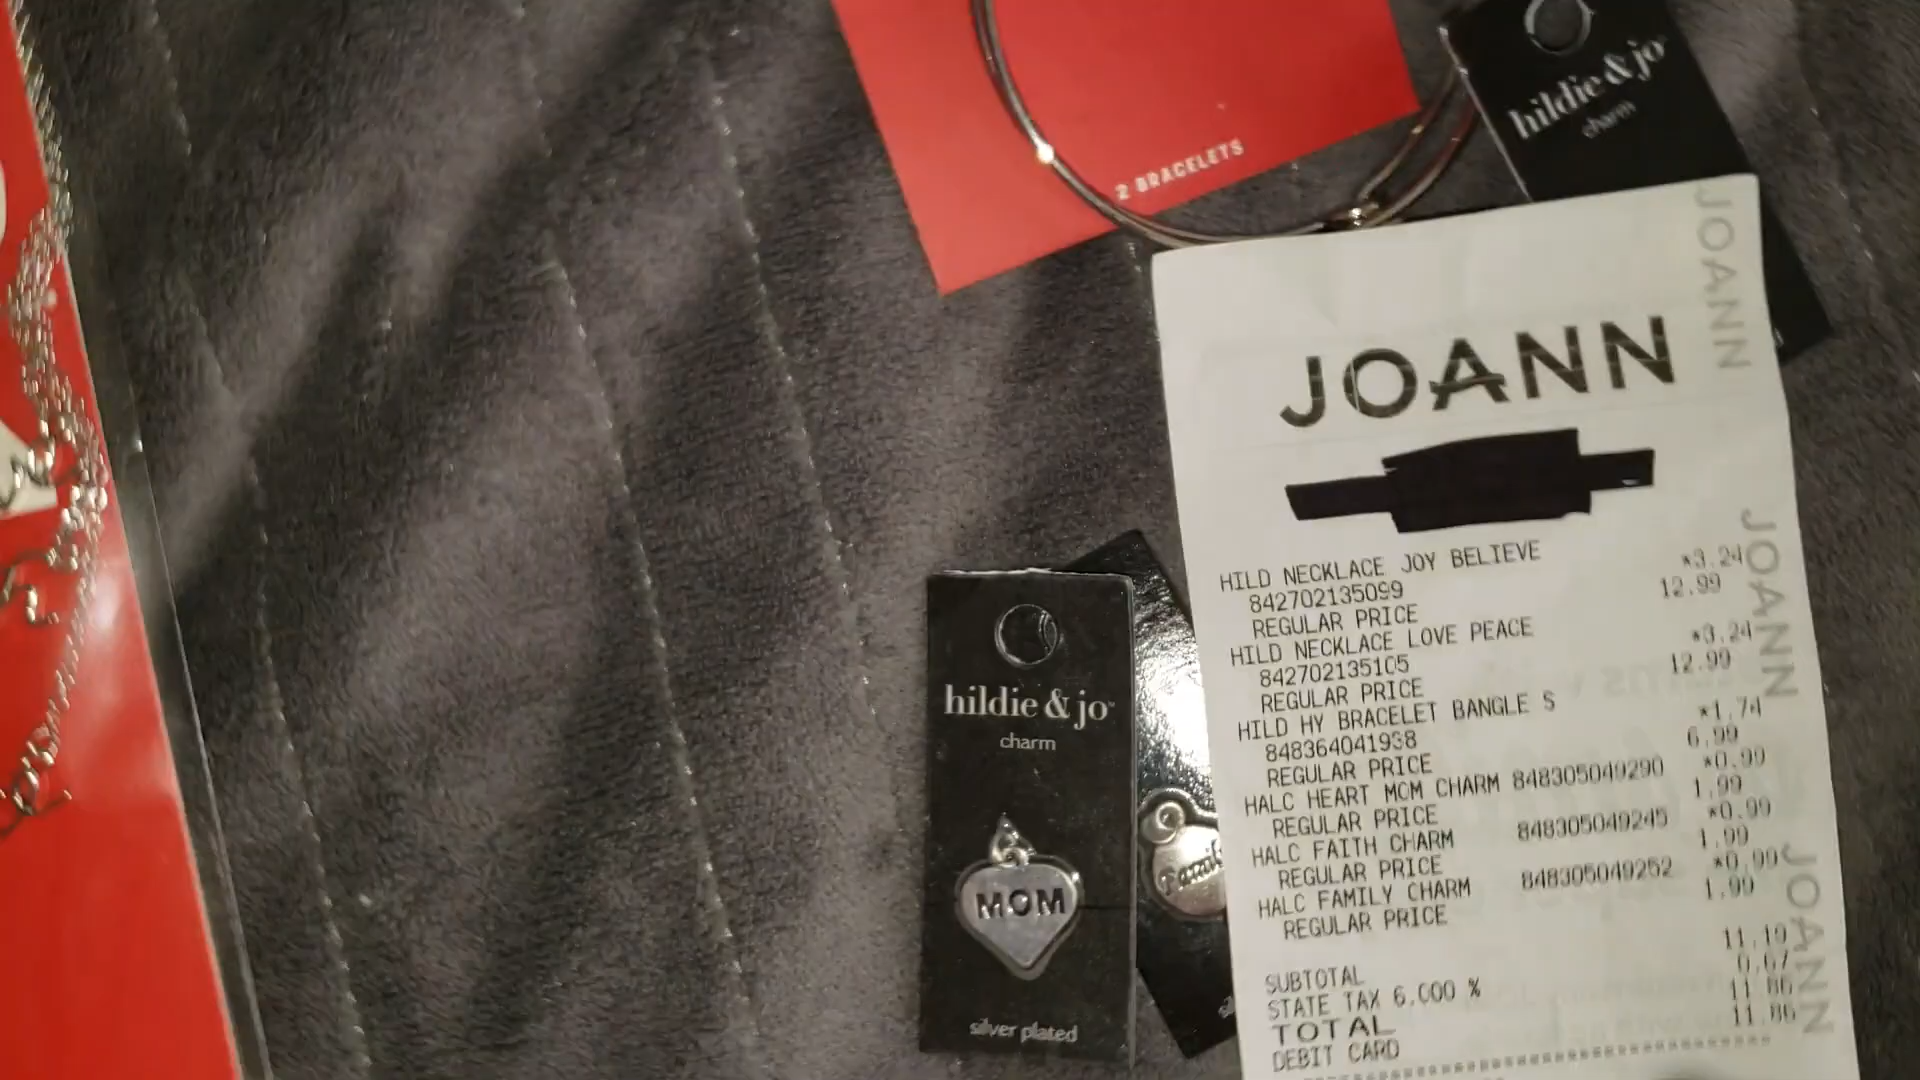 2 BRACELETS
hildie & jo
charm
JOANN
HILD NECKLACE JOY BELIEVE *3.24
842702135099 12.99
REGULAR PRICE
HILD NECKLACE LOVE PEACE *3.24
842702135105 12.99
REGULAR PRICE
HILD HY BRACELET BANGLE S *1.74
848364041938 6.99
REGULAR PRICE
HALC HEART MOM CHARM 848305049290 *0.99
REGULAR PRICE 1.99
HALC FAITH CHARM 848305049245 *0.99
REGULAR PRICE 1.99
HALC FAMILY CHARM 848305049252 *0.99
REGULAR PRICE 1.99
SUBTOTAL 11.19
STATE TAX 6.000 % 0.67
TOTAL 11.86
DEBIT CARD 11.86
JOANN
JOANN
JOANN
hildie & jo™
charm
MOM
silver plated
Family